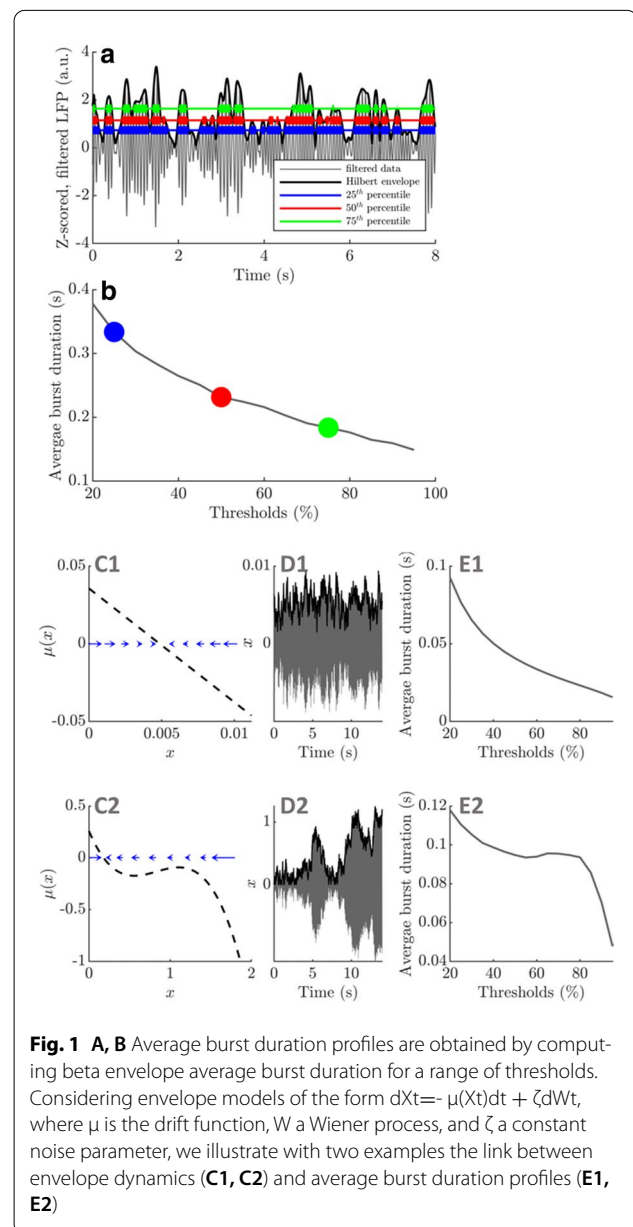 a
Z-scored, filtered LFP (a.u.)
4
2
0
-2
-4
filtered data
Hilbert envelope
25th percentile
50th percentile
75th percentile
0 2 4 6 8
Time (s)
b
Avergae burst duration (s)
0.4
0.3
0.2
0.1
20 40 60 80 100
Thresholds (%)
C1
μ(x)
0.05
0
-0.05
0 0.005 0.01
x
D1
x
0.01
0
0 5 10
Time (s)
E1
Avergae burst duration (s)
0.1
0.05
0
20 40 60 80
Thresholds (%)
C2
μ(x)
0.5
0
-0.5
-1
0 1 2
x
D2
x
1
0
0 5 10
Time (s)
E2
Avergae burst duration (s)
0.12
0.1
0.08
0.06
0.04
20 40 60 80
Thresholds (%)
Fig. 1 A, B Average burst duration profiles are obtained by comput-
ing beta envelope average burst duration for a range of thresholds.
Considering envelope models of the form dXt=- μ(Xt)dt + ζdWt,
where μ is the drift function, W a Wiener process, and ζ a constant
noise parameter, we illustrate with two examples the link between
envelope dynamics (C1, C2) and average burst duration profiles (E1,
E2)